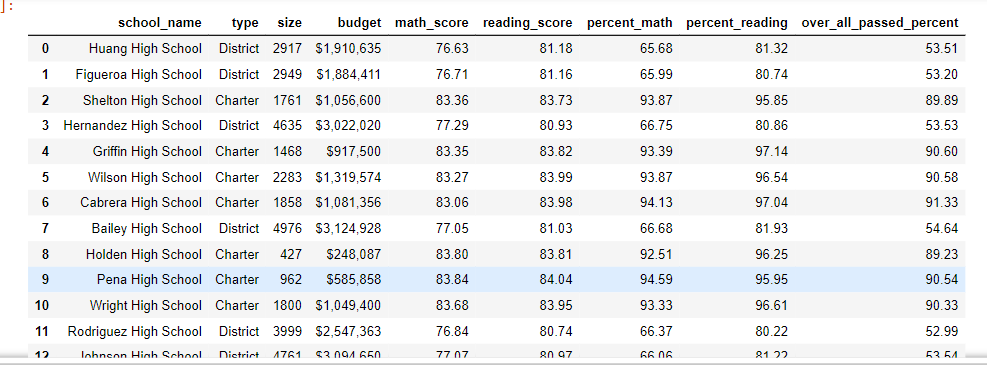 ]:
school_name type size budget math_score reading_score percent_math percent_reading over_all_passed_percent
0 Huang High School District 2917 $1,910,635 76.63 81.18 65.68 81.32 53.51
1 Figueroa High School District 2949 $1,884,411 76.71 81.16 65.99 80.74 53.20
2 Shelton High School Charter 1761 $1,056,600 83.36 83.73 93.87 95.85 89.89
3 Hernandez High School District 4635 $3,022,020 77.29 80.93 66.75 80.86 53.53
4 Griffin High School Charter 1468 $917,500 83.35 83.82 93.39 97.14 90.60
5 Wilson High School Charter 2283 $1,319,574 83.27 83.99 93.87 96.54 90.58
6 Cabrera High School Charter 1858 $1,081,356 83.06 83.98 94.13 97.04 91.33
7 Bailey High School District 4976 $3,124,928 77.05 81.03 66.68 81.93 54.64
8 Holden High School Charter 427 $248,087 83.80 83.81 92.51 96.25 89.23
9 Pena High School Charter 962 $585,858 83.84 84.04 94.59 95.95 90.54
10 Wright High School Charter 1800 $1,049,400 83.68 83.95 93.33 96.61 90.33
11 Rodriguez High School District 3999 $2,547,363 76.84 80.74 66.37 80.22 52.99
12 Johnson High School District 4761 $3,094,650 77.07 80.97 66.06 81.22 53.54